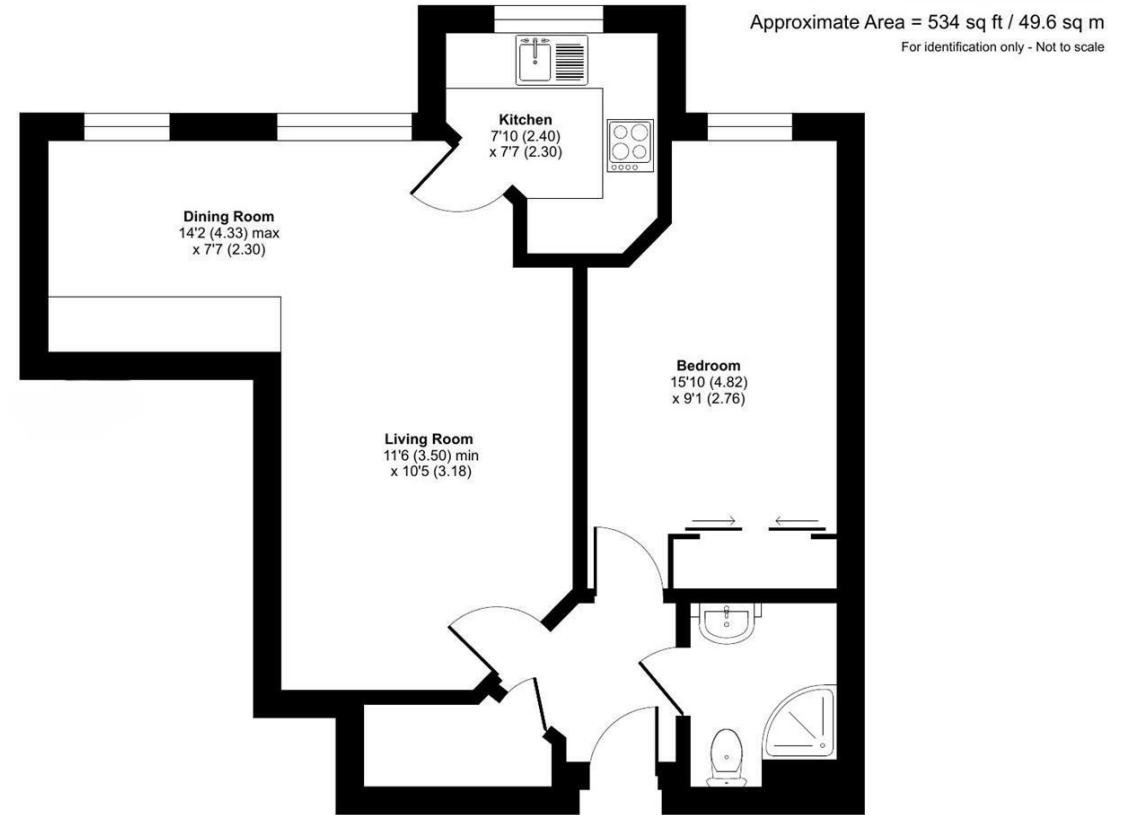 Approximate Area = 534 sq ft / 49.6 sq m
For identification only - Not to scale
Kitchen
7'10 (2.40)
x 7'7 (2.30)
Dining Room
14'2 (4.33) max
x 7'7 (2.30)
Bedroom
15'10 (4.82)
x 9'1 (2.76)
Living Room
11'6 (3.50) min
x 10'5 (3.18)